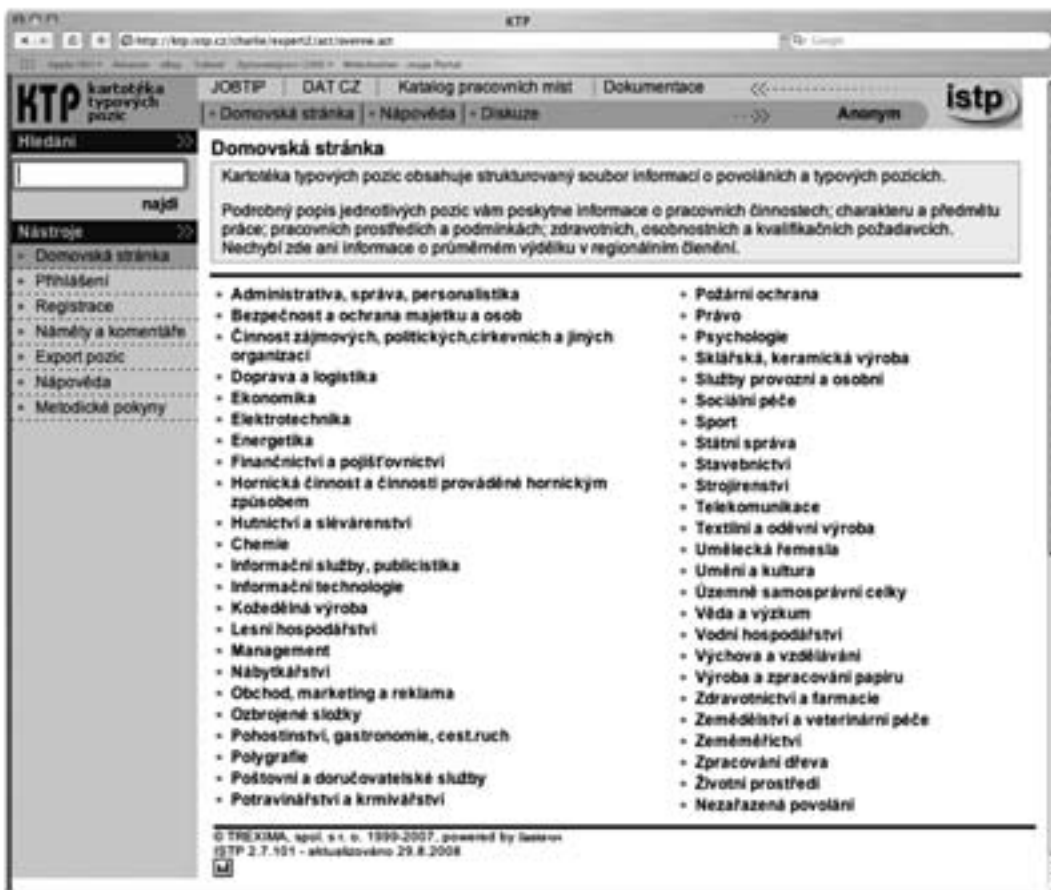 KTP
Google
KTP kartotéka
typových
pozic
JOBTIP | DAT CZ | Katalog pracovních míst | Dokumentace
Domovská stránka | Nápověda | Diskuze
Anonym
istp
Hledání
najdi
Nástroje
Domovská stránka
Přihlášení
Registrace
Náměty a komentáře
Export pozic
Nápověda
Metodické pokyny
Domovská stránka
Kartotéka typových pozic obsahuje strukturovaný soubor informací o povoláních a typových pozicích.
Podrobný popis jednotlivých pozic vám poskytne informace o pracovních činnostech; charakteru a předmětu
práce; pracovních prostředích a podmínkách; zdravotních, osobnostních a kvalifikačních požadavcích.
Nechybí zde ani informace o průměrném výdělku v regionálním členění.
Administrativa, správa, personalistika
Bezpečnost a ochrana majetku a osob
Činnost zájmových, politických,církevních a jiných
organizací
Doprava a logistika
Ekonomika
Elektrotechnika
Energetika
Finančnictví a pojišťovnictví
Hornická činnost a činnosti prováděné hornickým
způsobem
Hutnictví a slévárenství
Chemie
Informační služby, publicistika
Informační technologie
Kožedělná výroba
Lesní hospodářství
Management
Nábytkářství
Obchod, marketing a reklama
Ozbrojené složky
Pohostinství, gastronomie, cest.ruch
Polygrafie
Poštovní a doručovatelské služby
Potravinářství a krmivářství
Požární ochrana
Právo
Psychologie
Sklářská, keramická výroba
Služby provozní a osobní
Sociální péče
Sport
Státní správa
Stavebnictví
Strojírenství
Telekomunikace
Textilní a oděvní výroba
Umělecká řemesla
Umění a kultura
Územně samosprávní celky
Věda a výzkum
Vodní hospodářství
Výchova a vzdělávání
Výroba a zpracování papíru
Zdravotnictví a farmacie
Zemědělství a veterinární péče
Zeměměřictví
Zpracování dřeva
Životní prostředí
Nezařazená povolání
© TREXIMA, spol. s r. o. 1999-2007, powered by
ISTP 2.7.101 - aktualizováno 29.8.2008